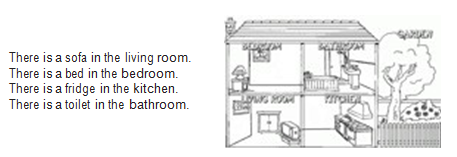 There is a sofa in the living room.
There is a bed in the bedroom.
There is a fridge in the kitchen.
There is a toilet in the bathroom.
BEDROOM
BATHROOM
GARDEN
LIVING ROOM
KITCHEN